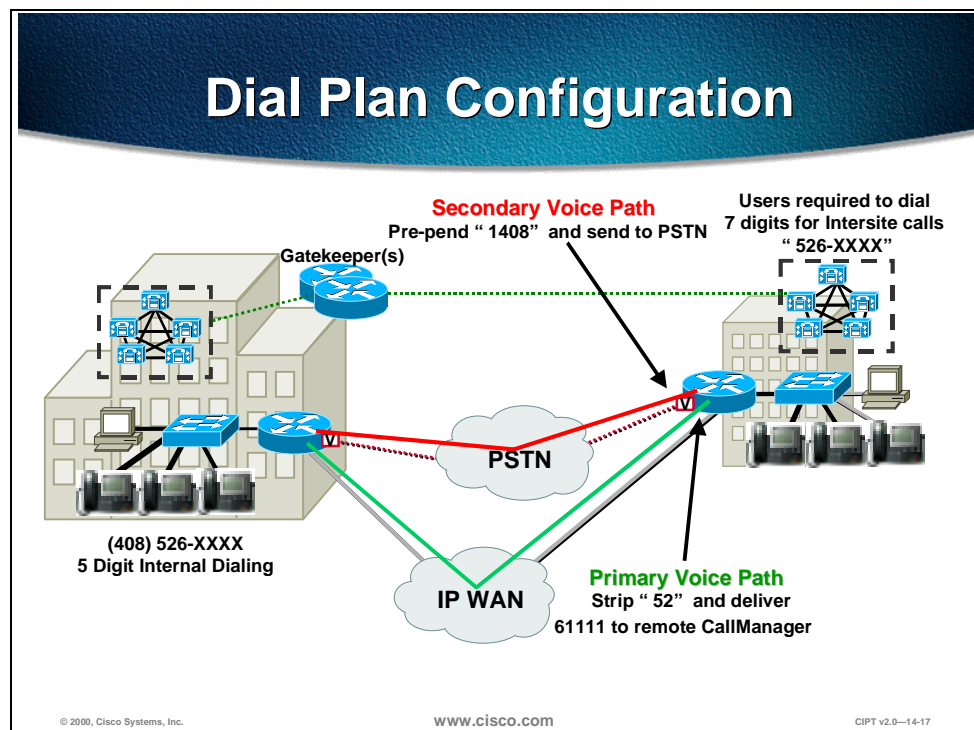 Dial Plan Configuration
Secondary Voice Path
Pre-pend “ 1408” and send to PSTN
Users required to dial
7 digits for Intersite calls
“ 526-XXXX”
Gatekeeper(s)
V
V
PSTN
(408) 526-XXXX
5 Digit Internal Dialing
IP WAN
Primary Voice Path
Strip “ 52” and deliver
61111 to remote CallManager
© 2000, Cisco Systems, Inc.
www.cisco.com
CIPT v2.0—14-17